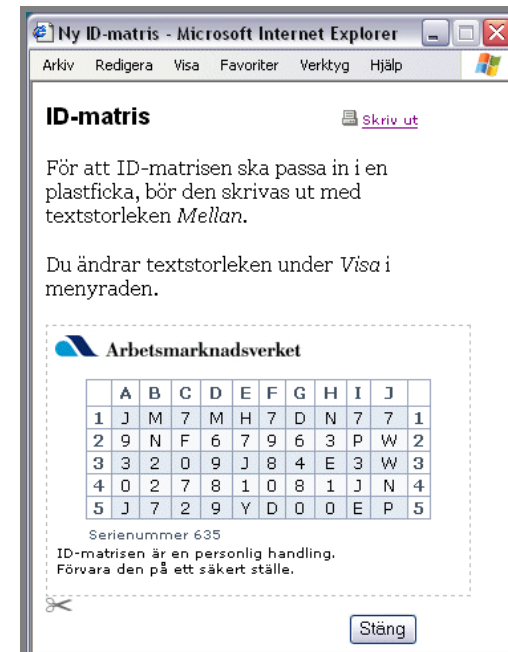 Ny ID-matris - Microsoft Internet Explorer
Arkiv Redigera Visa Favoriter Verktyg Hjälp
ID-matris Skriv ut
För att ID-matrisen ska passa in i en
plastficka, bör den skrivas ut med
textstorleken Mellan.
Du ändrar textstorleken under Visa i
menyraden.
Arbetsmarknadsverket
A B C D E F G H I J
1 J M 7 M H 7 D N 7 7 1
2 9 N F 6 7 9 6 3 P W 2
3 3 2 0 9 J 8 4 E 3 W 3
4 0 2 7 8 1 0 8 1 J N 4
5 J 7 2 9 Y D 0 0 E P 5
Serienummer 635
ID-matrisen är en personlig handling.
Förvara den på ett säkert ställe.
Stäng